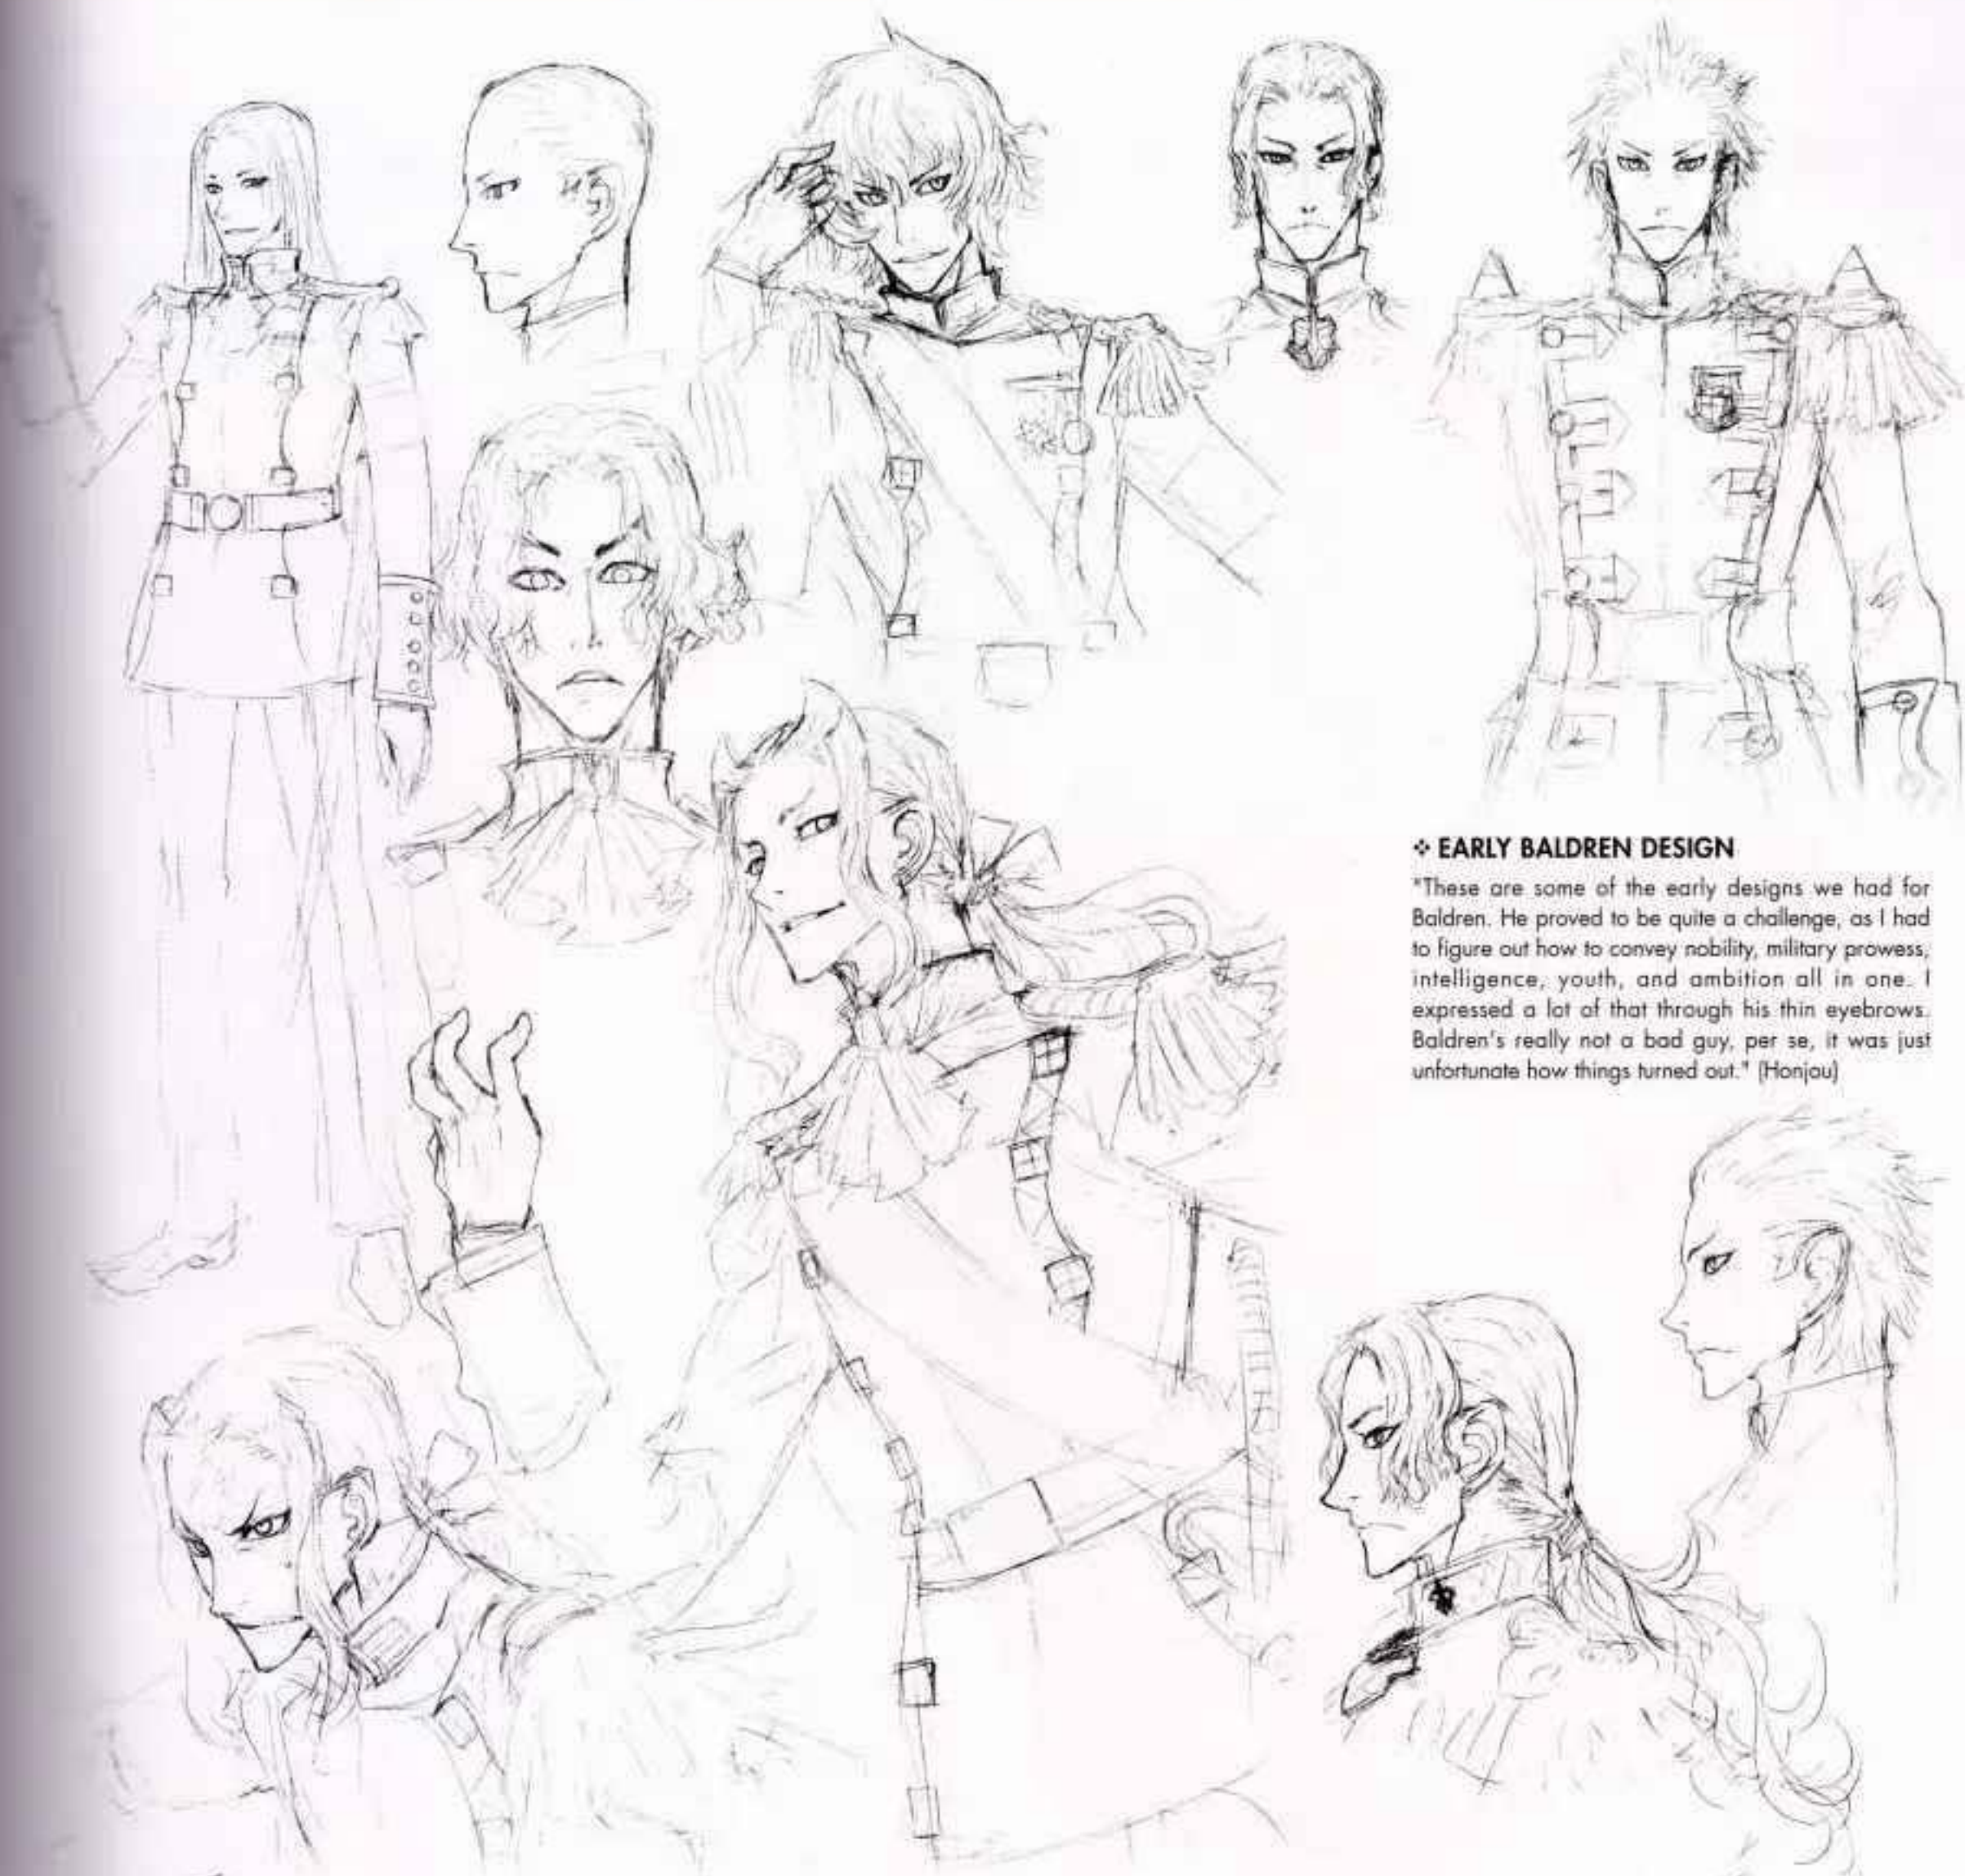 ❖ EARLY BALDREN DESIGN
"These are some of the early designs we had for
Baldren. He proved to be quite a challenge, as I had
to figure out how to convey nobility, military prowess,
intelligence, youth, and ambition all in one. I
expressed a lot of that through his thin eyebrows.
Baldren's really not a bad guy, per se, it was just
unfortunate how things turned out." (Honjou)